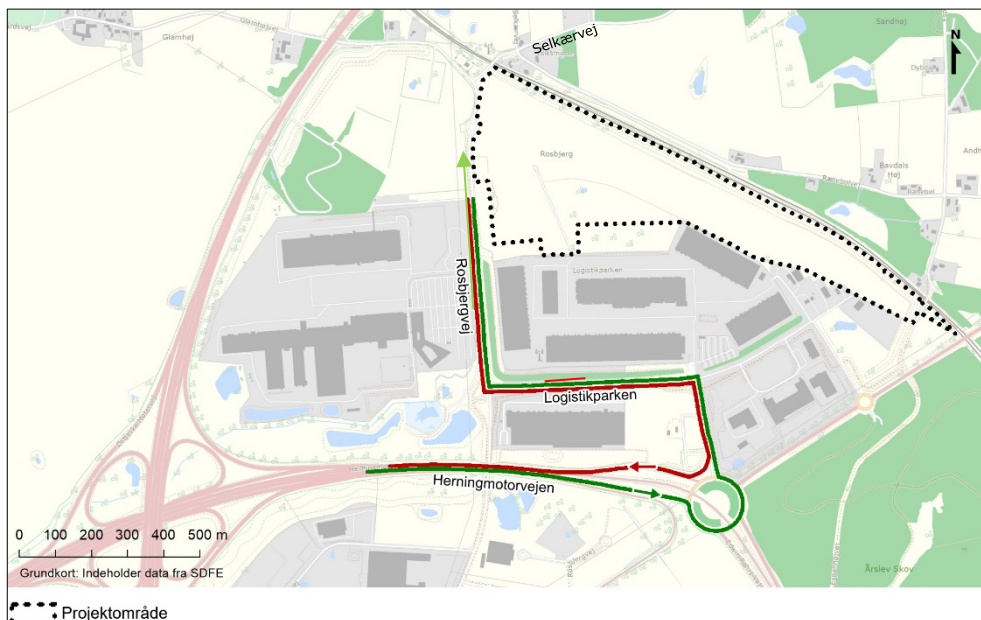 Glamhøj
Glamhøjvej
Selkærvej
Sandhøj
N
Rosbjerg
Bavdals
Høj
Rosbjergvej
Logistikparken
Logistikparken
Herningmotorvejen
0 100 200 300 400 500 m
Grundkort: Indeholder data fra SDFE
Årslev Skov
Projektområde